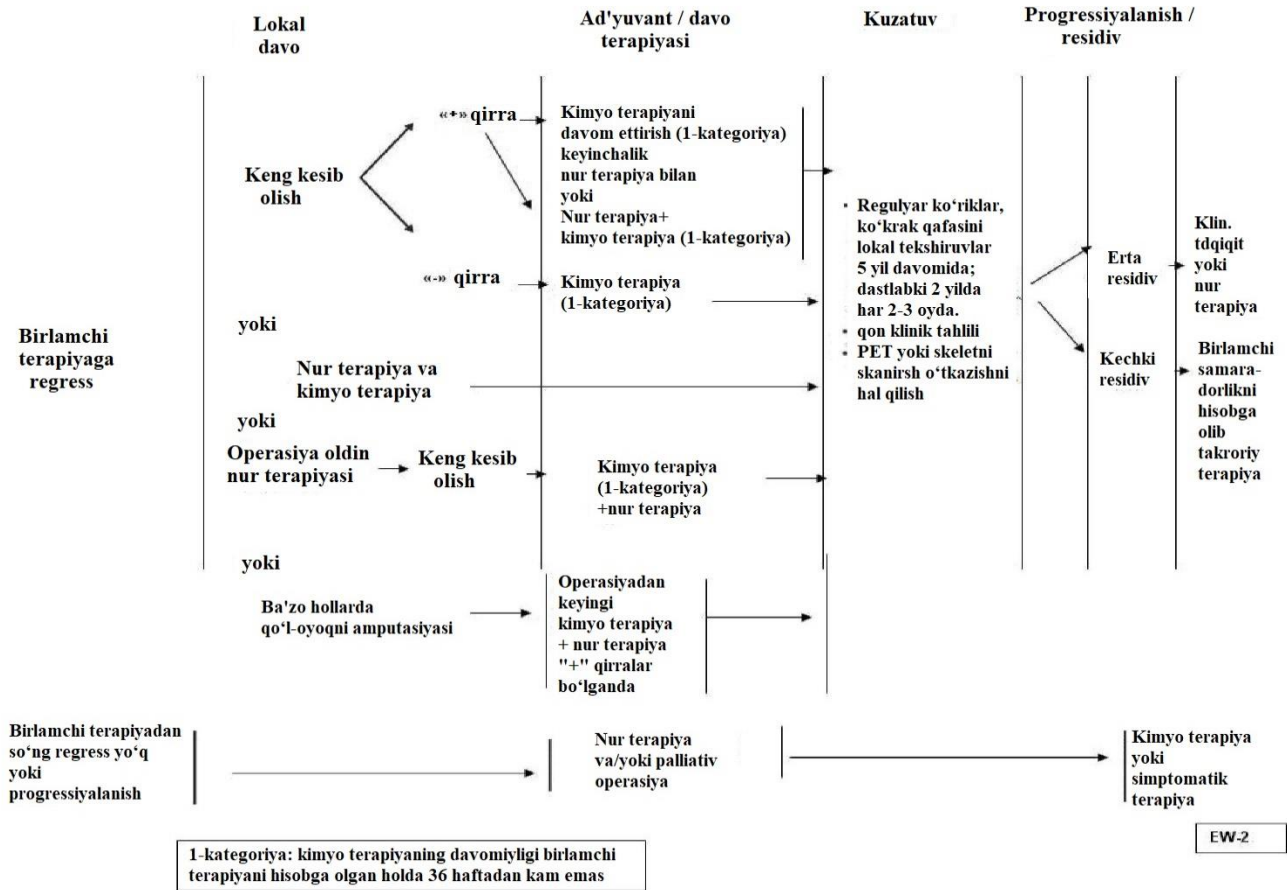 Lokal
davo
Ad'yuvant / davo
terapiyasi
Kuzatuv
Progressiyalanish /
residiv
Birlamchi
terapiyaga
regress
Keng kesib
olish
«+» qirra
Kimyo terapiyani
davom ettirish (1-kategoriya)
keyinchalik
nur terapiya bilan
yoki
Nur terapiya+
kimyo terapiya (1-kategoriya)
«-» qirra
Kimyo terapiya
(1-kategoriya)
yoki
Nur terapiya va
kimyo terapiya
yoki
Operasiya oldin
nur terapiyasi
Keng kesib
olish
Kimyo terapiya
(1-kategoriya)
+nur terapiya
yoki
Ba'zo hollarda
qo‘l-oyoqni amputasiyasi
Operasiyadan
keyingi
kimyo terapiya
+ nur terapiya
"+" qirralar
bo‘lganda
▪ Regulyar ko‘riklar,
ko‘krak qafasini
lokal tekshiruvlar
5 yil davomida;
dastlabki 2 yilda
har 2-3 oyda.
▪ qon klinik tahlili
▪ PET yoki skeletni
skanirsh o‘tkazishni
hal qilish
Erta
residiv
Klin.
tdqiqit
yoki
nur
terapiya
Kechki
residiv
Birlamchi
samara-
dorlikni
hisobga
olib
takroriy
terapiya
Birlamchi terapiyadan
so‘ng regress yo‘q
yoki
progressiyalanish
Nur terapiya
va/yoki palliativ
operasiya
Kimyo terapiya
yoki
simptomatik
terapiya
EW-2
1-kategoriya: kimyo terapiyaning davomiyligi birlamchi
terapiyani hisobga olgan holda 36 haftadan kam emas